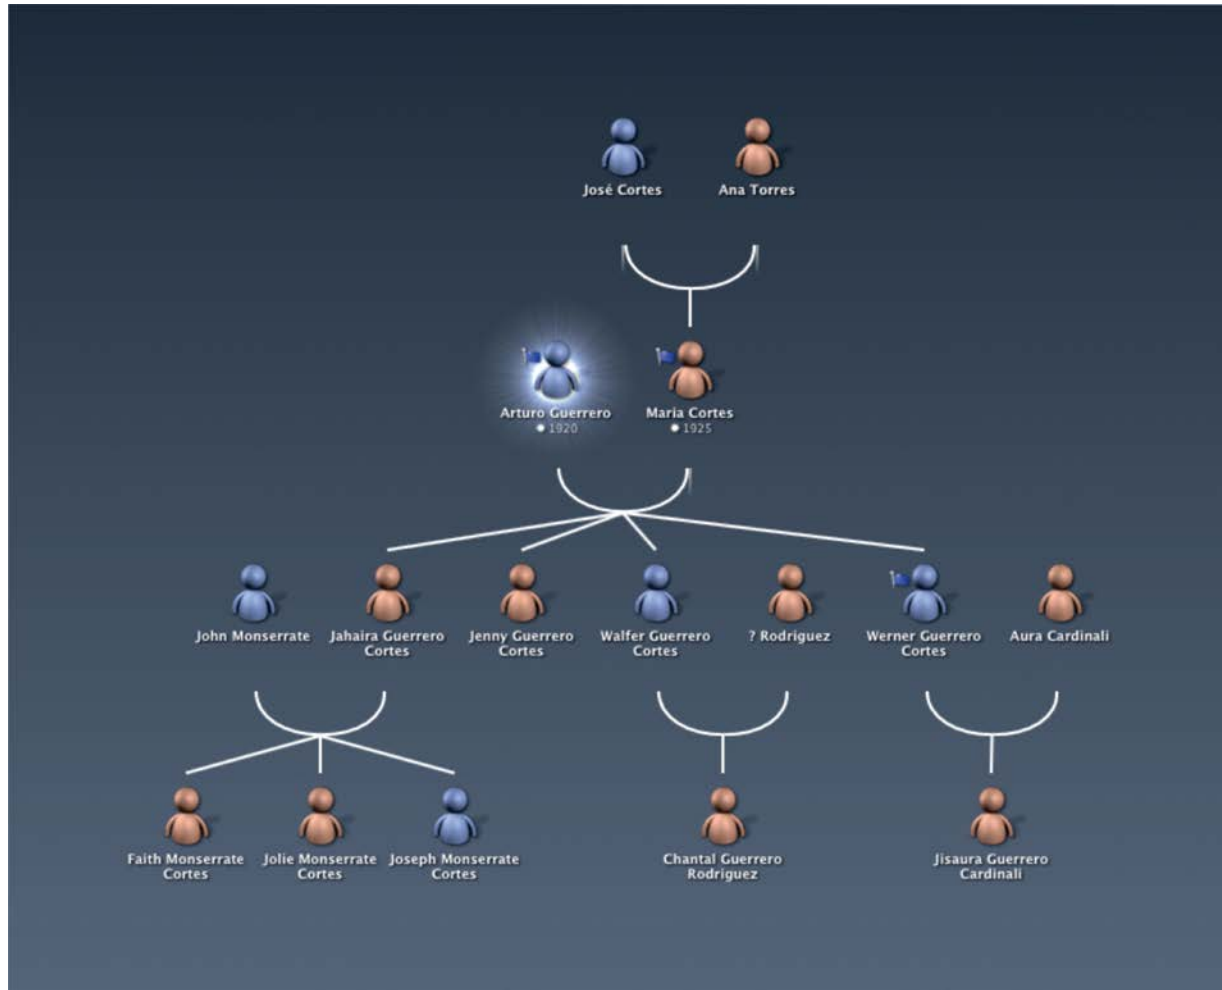 José Cortes
Ana Torres
Arturo Guerrero
1920
Maria Cortes
1925
John Monserrate
Jahaira Guerrero
Cortes
Jenny Guerrero
Cortes
Walfer Guerrero
Cortes
? Rodriguez
Werner Guerrero
Cortes
Aura Cardinali
Faith Monserrate
Cortes
Jolie Monserrate
Cortes
Joseph Monserrate
Cortes
Chantal Guerrero
Rodriguez
Jisaura Guerrero
Cardinali